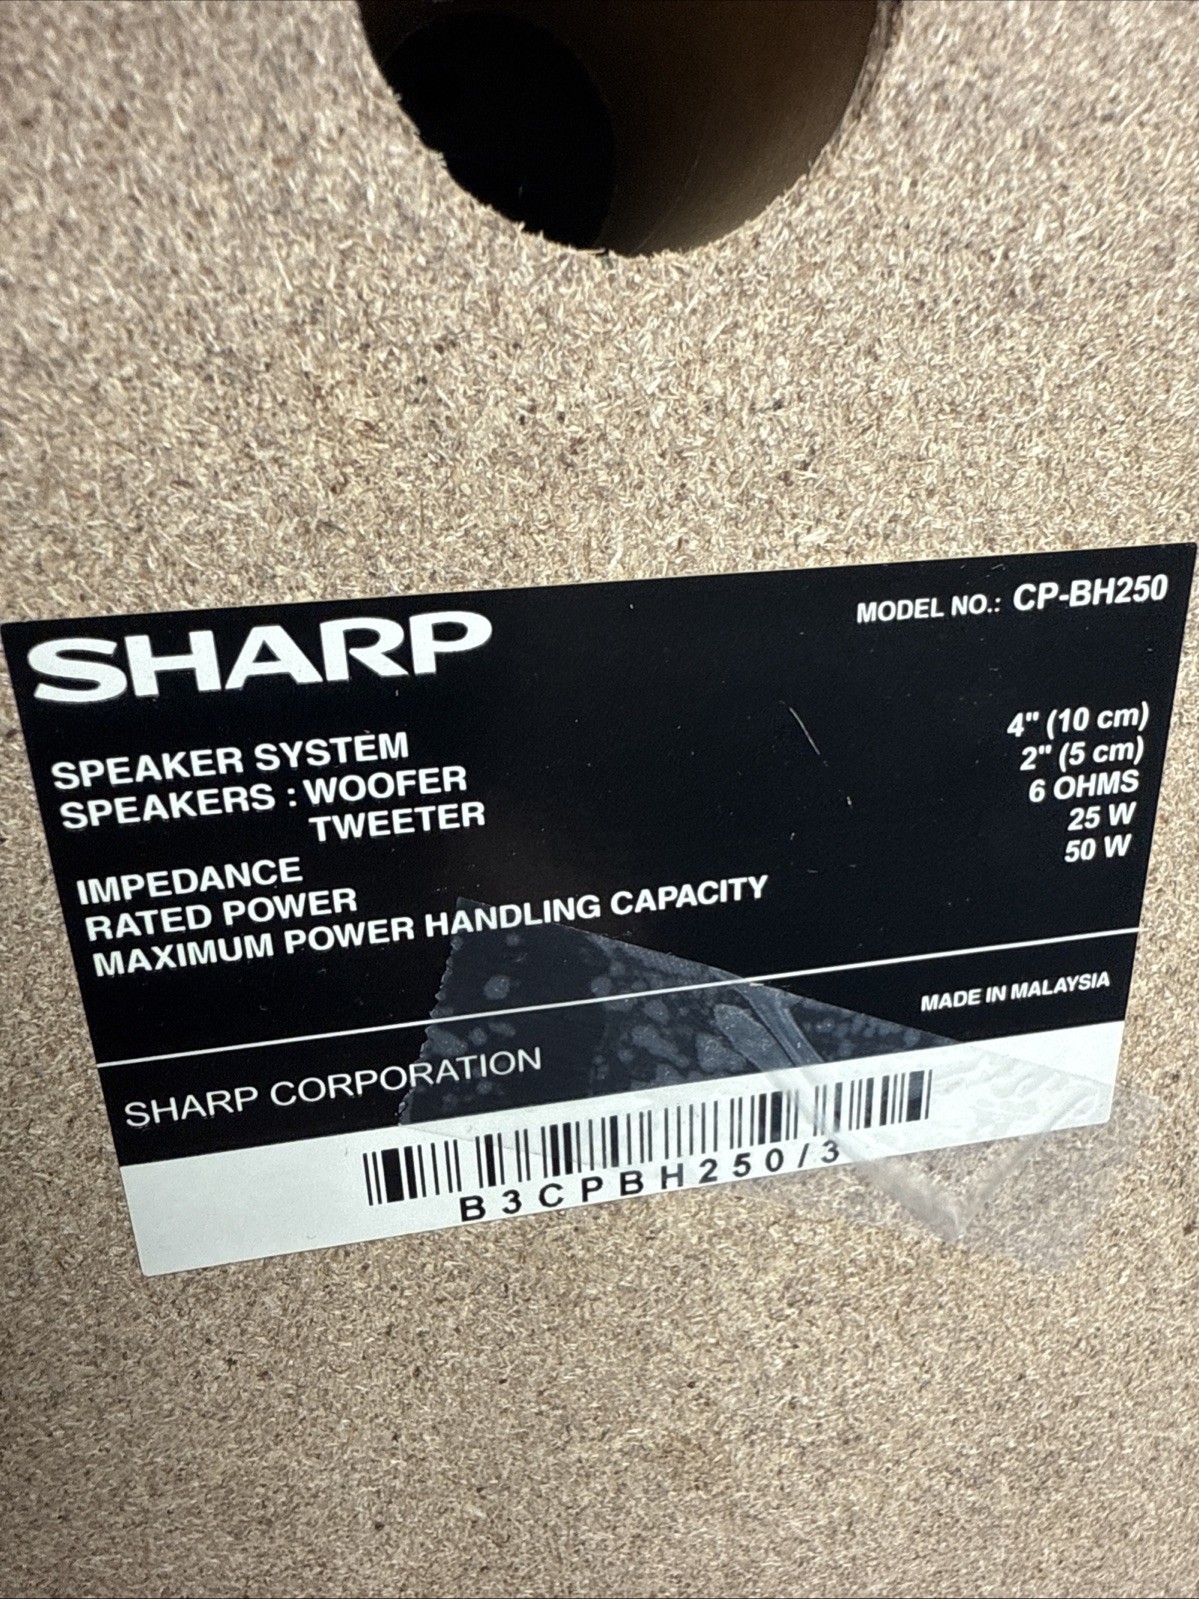 SHARP
MODEL NO.: CP-BH250
SPEAKER SYSTEM
SPEAKERS : WOOFER 4" (10 cm)
TWEETER 2" (5 cm)
IMPEDANCE 6 OHMS
RATED POWER 25 W
MAXIMUM POWER HANDLING CAPACITY 50 W
MADE IN MALAYSIA
SHARP CORPORATION
B3CPBH250/3